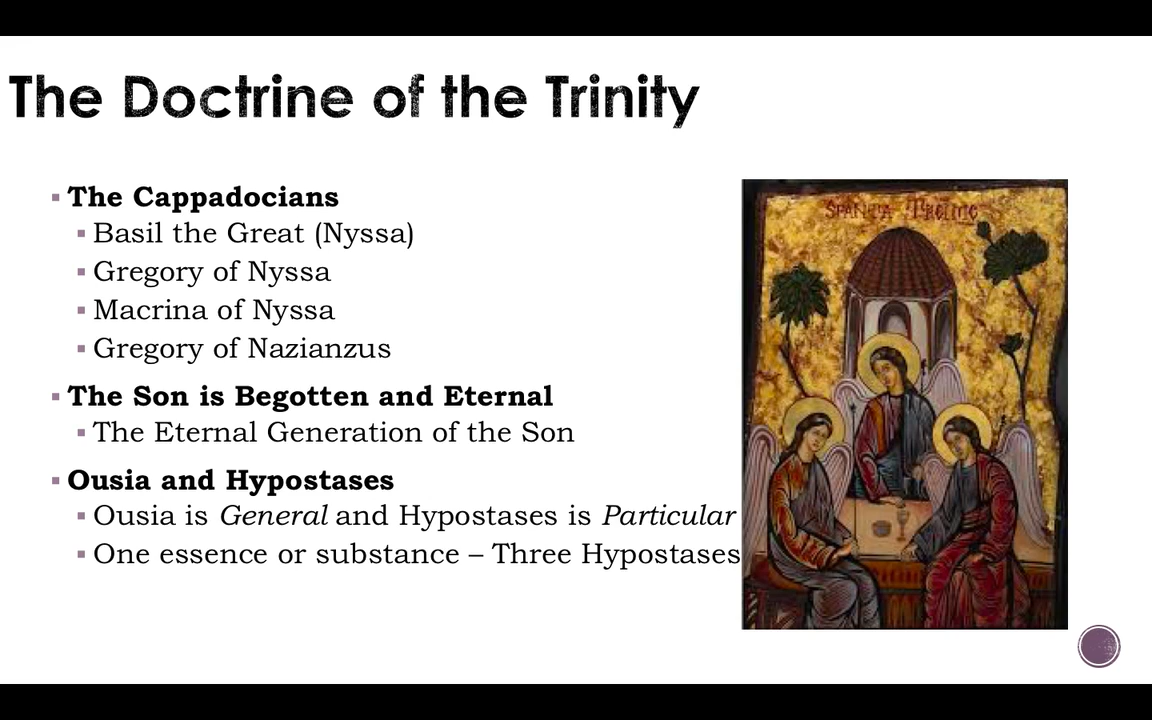 The Doctrine of the Trinity
The Cappadocians
Basil the Great (Nyssa)
Gregory of Nyssa
Macrina of Nyssa
Gregory of Nazianzus
The Son is Begotten and Eternal
The Eternal Generation of the Son
Ousia and Hypostases
Ousia is General and Hypostases is Particular
One essence or substance – Three Hypostases